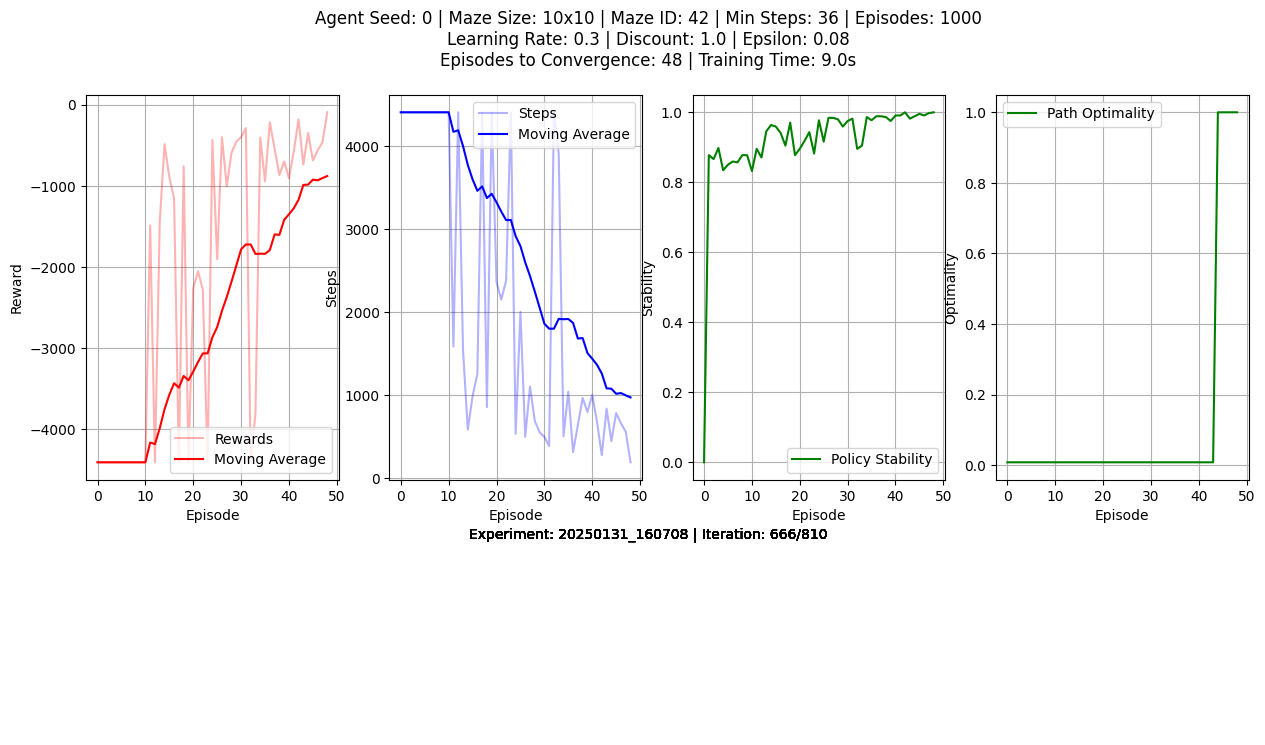 Agent Seed: 0 | Maze Size: 10x10 | Maze ID: 42 | Min Steps: 36 | Episodes: 1000
Learning Rate: 0.3 | Discount: 1.0 | Epsilon: 0.08
Episodes to Convergence: 48 | Training Time: 9.0s
Reward
0
−1000
−2000
−3000
−4000
Rewards
Moving Average
0 10 20 30 40 50
Episode
Steps
4000
3000
2000
1000
0
Steps
Moving Average
0 10 20 30 40 50
Episode
Stability
1.0
0.8
0.6
0.4
0.2
0.0
Policy Stability
0 10 20 30 40 50
Episode
Optimality
1.0
0.8
0.6
0.4
0.2
0.0
Path Optimality
0 10 20 30 40 50
Episode
Experiment: 20250131_160708 | Iteration: 666/810